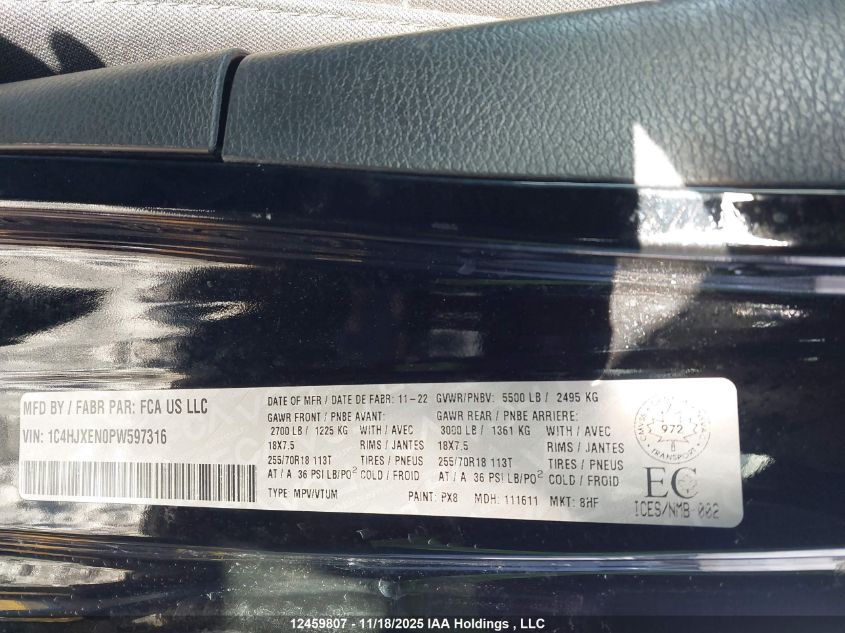 MFD BY / FABR PAR: FCA US LLC
VIN: 1C4HJXEN0PW597316
DATE OF MFR / DATE DE FABR: 11-22 GVWR/PNBV: 5500 LB / 2495 KG
GAWR FRONT / PNBE AVANT: GAWR REAR / PNBE ARRIERE:
2700 LB / 1225 KG WITH / AVEC 3000 LB / 1361 KG WITH / AVEC
18X7.5 RIMS / JANTES 18X7.5 RIMS / JANTES
255/70R18 113T TIRES / PNEUS 255/70R18 113T TIRES / PNEUS
AT / A 36 PSI LB/PO2 COLD / FROID AT / A 36 PSI LB/PO2 COLD / FROID
TYPE: MPV/VTUM PAINT: PX8 MDH: 111611 MKT: 8HF
972
TRANSPORT
EC
ICES/NMB-002
12459807 - 11/18/2025 IAA Holdings , LLC